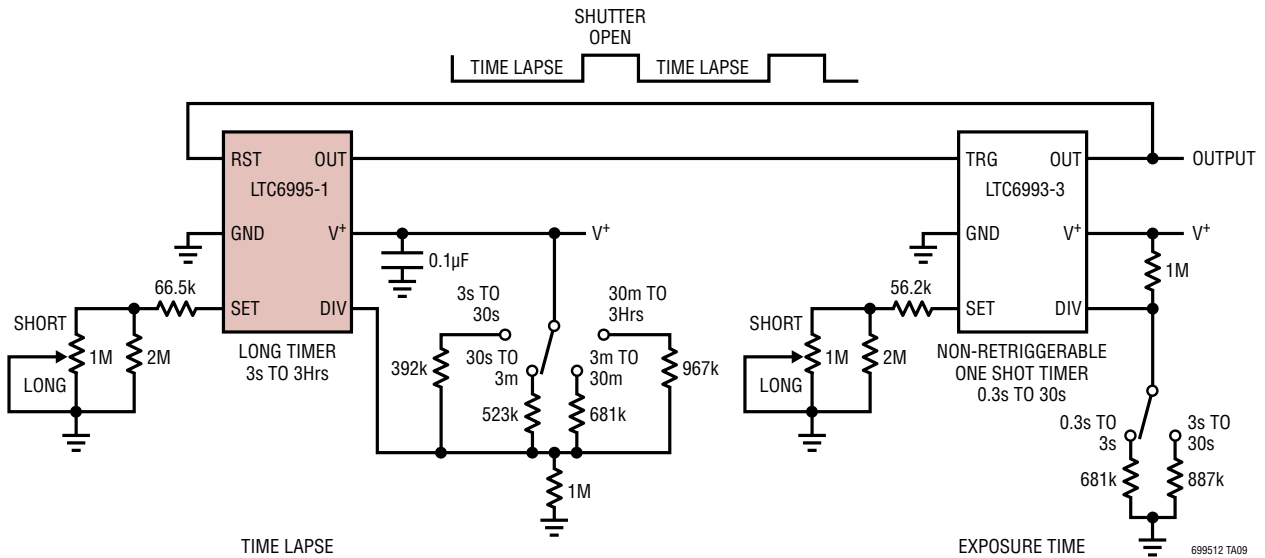 SHUTTER
OPEN
TIME LAPSE
TIME LAPSE
RST
OUT
LTC6995-1
GND
V+
SET
DIV
LONG TIMER
3s TO 3Hrs
66.5k
SHORT
1M
2M
LONG
0.1µF
V+
3s TO
30s
30m TO
3Hrs
392k
30s TO
3m
3m TO
30m
967k
523k
681k
1M
TRG
OUT
OUTPUT
LTC6993-3
GND
V+
V+
1M
56.2k
SET
DIV
SHORT
1M
2M
LONG
NON-RETRIGGERABLE
ONE SHOT TIMER
0.3s TO 30s
0.3s TO
3s
3s TO
30s
681k
887k
TIME LAPSE
EXPOSURE TIME
699512 TA09